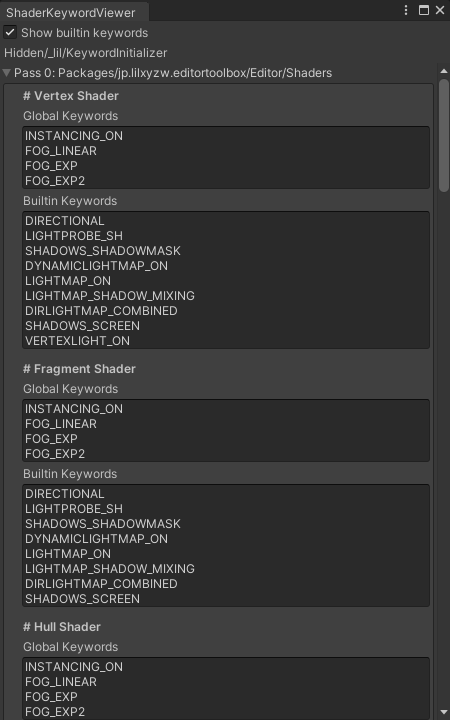 ShaderKeywordViewer
Show builtin keywords
Hidden/_lil/KeywordInitializer
Pass 0: Packages/jp.lilxyzw.editortoolbox/Editor/Shaders
# Vertex Shader
Global Keywords
INSTANCING_ON
FOG_LINEAR
FOG_EXP
FOG_EXP2
Builtin Keywords
DIRECTIONAL
LIGHTPROBE_SH
SHADOWS_SHADOWMASK
DYNAMICLIGHTMAP_ON
LIGHTMAP_ON
LIGHTMAP_SHADOW_MIXING
DIRLIGHTMAP_COMBINED
SHADOWS_SCREEN
VERTEXLIGHT_ON
# Fragment Shader
Global Keywords
INSTANCING_ON
FOG_LINEAR
FOG_EXP
FOG_EXP2
Builtin Keywords
DIRECTIONAL
LIGHTPROBE_SH
SHADOWS_SHADOWMASK
DYNAMICLIGHTMAP_ON
LIGHTMAP_ON
LIGHTMAP_SHADOW_MIXING
DIRLIGHTMAP_COMBINED
SHADOWS_SCREEN
# Hull Shader
Global Keywords
INSTANCING_ON
FOG_LINEAR
FOG_EXP
FOG_EXP2